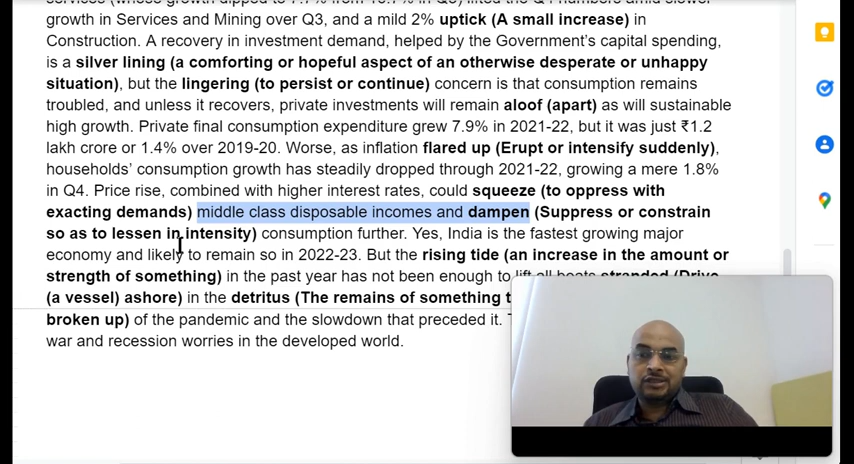 growth in Services and Mining over Q3, and a mild 2% uptick (A small increase) in
Construction. A recovery in investment demand, helped by the Government's capital spending,
is a silver lining (a comforting or hopeful aspect of an otherwise desperate or unhappy
situation), but the lingering (to persist or continue) concern is that consumption remains
troubled, and unless it recovers, private investments will remain aloof (apart) as will sustainable
high growth. Private final consumption expenditure grew 7.9% in 2021-22, but it was just ₹1.2
lakh crore or 1.4% over 2019-20. Worse, as inflation flared up (Erupt or intensify suddenly),
households' consumption growth has steadily dropped through 2021-22, growing a mere 1.8%
in Q4. Price rise, combined with higher interest rates, could squeeze (to oppress with
exacting demands) middle class disposable incomes and dampen (Suppress or constrain
so as to lessen in intensity) consumption further. Yes, India is the fastest growing major
economy and likely to remain so in 2022-23. But the rising tide (an increase in the amount or
strength of something) in the past year has not been enough to lift all boats stranded (Drive
(a vessel) ashore) in the detritus (The remains of something
broken up) of the pandemic and the slowdown that preceded it.
war and recession worries in the developed world.